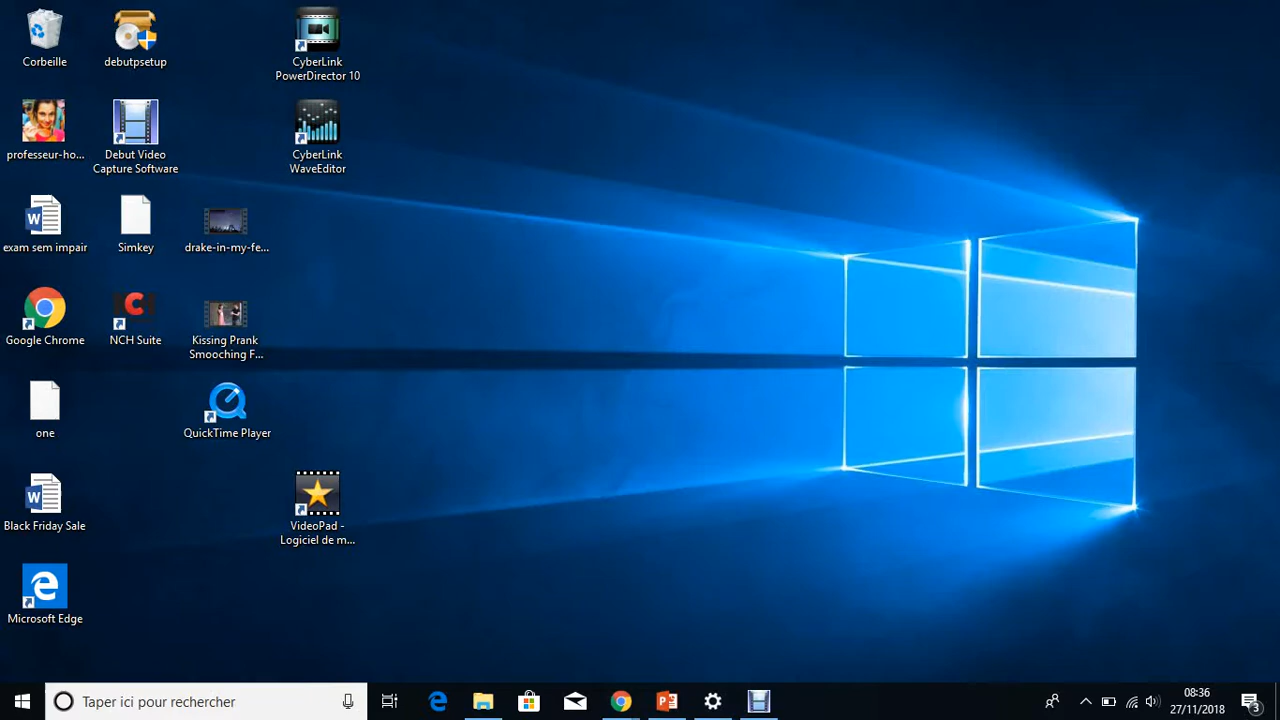 Corbeille
debutpsetup
CyberLink
PowerDirector 10
professeur-ho...
Debut Video
Capture Software
CyberLink
WaveEditor
exam sem impair
Simkey
drake-in-my-fe...
Google Chrome
NCH Suite
Kissing Prank
Smooching F...
one
QuickTime Player
Black Friday Sale
VideoPad -
Logiciel de m...
Microsoft Edge
Taper ici pour rechercher
08:36
27/11/2018
3